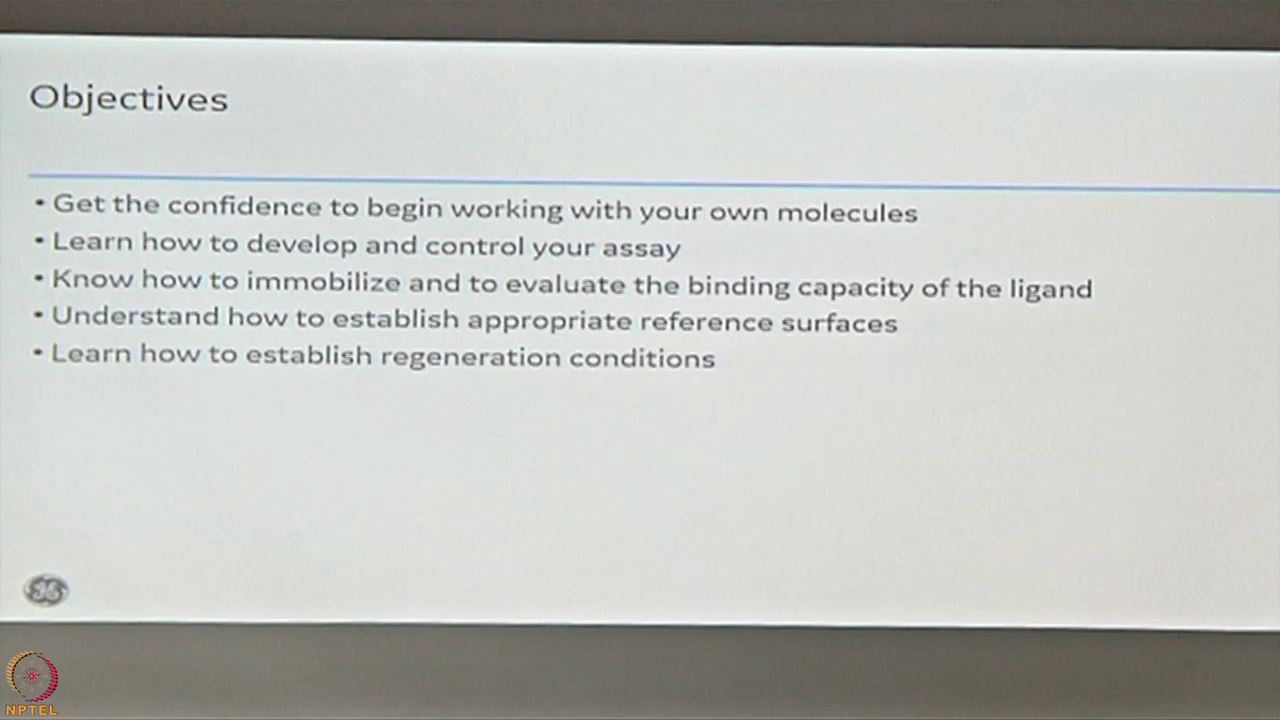 Objectives
• Get the confidence to begin working with your own molecules
• Learn how to develop and control your assay
• Know how to immobilize and to evaluate the binding capacity of the ligand
• Understand how to establish appropriate reference surfaces
• Learn how to establish regeneration conditions
GE
NPTEL